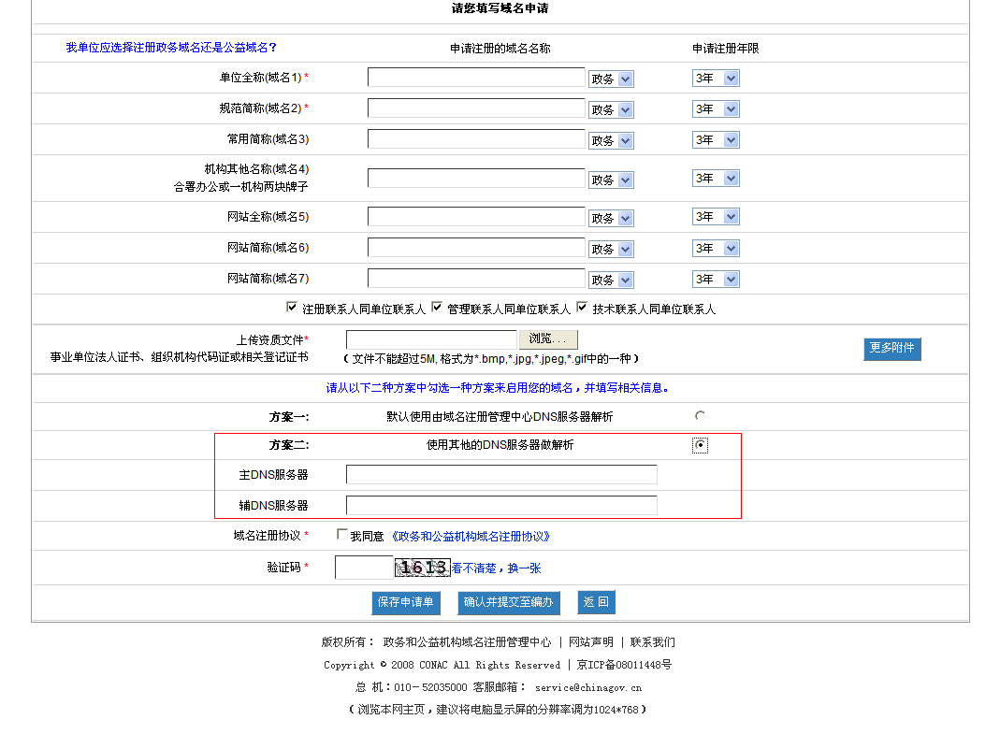 请您填写域名申请
我单位应选择注册政务域名还是公益域名? 申请注册的域名名称 申请注册年限
单位全称(域名1) * 政务 3年
规范简称(域名2) * 政务 3年
常用简称(域名3) 政务 3年
机构其他名称(域名4)
合署办公或一机构两块牌子 政务 3年
网站全称(域名5) 政务 3年
网站简称(域名6) 政务 3年
网站简称(域名7) 政务 3年
注册联系人同单位联系人 管理联系人同单位联系人 技术联系人同单位联系人
上传资质文件* 浏览...
事业单位法人证书、组织机构代码证或相关登记证书 (文件不能超过5M,格式为*.bmp,*.jpg,*.jpeg,*.gif中的一种) 更多附件
请从以下二种方案中勾选一种方案来启用您的域名，并填写相关信息。
方案一: 默认使用由域名注册管理中心DNS服务器解析
方案二: 使用其他的DNS服务器做解析
主DNS服务器
辅DNS服务器
域名注册协议 * 我同意 《政务和公益机构域名注册协议》
验证码 * 1613 看不清楚，换一张
保存申请单 确认并提交至编办 返 回
版权所有： 政务和公益机构域名注册管理中心 | 网站声明 | 联系我们
Copyright © 2008 CONAC All Rights Reserved | 京ICP备08011448号
总 机：010－52035000 客服邮箱： service@chinagov.cn
(浏览本网主页，建议将电脑显示屏的分辨率调为1024*768)